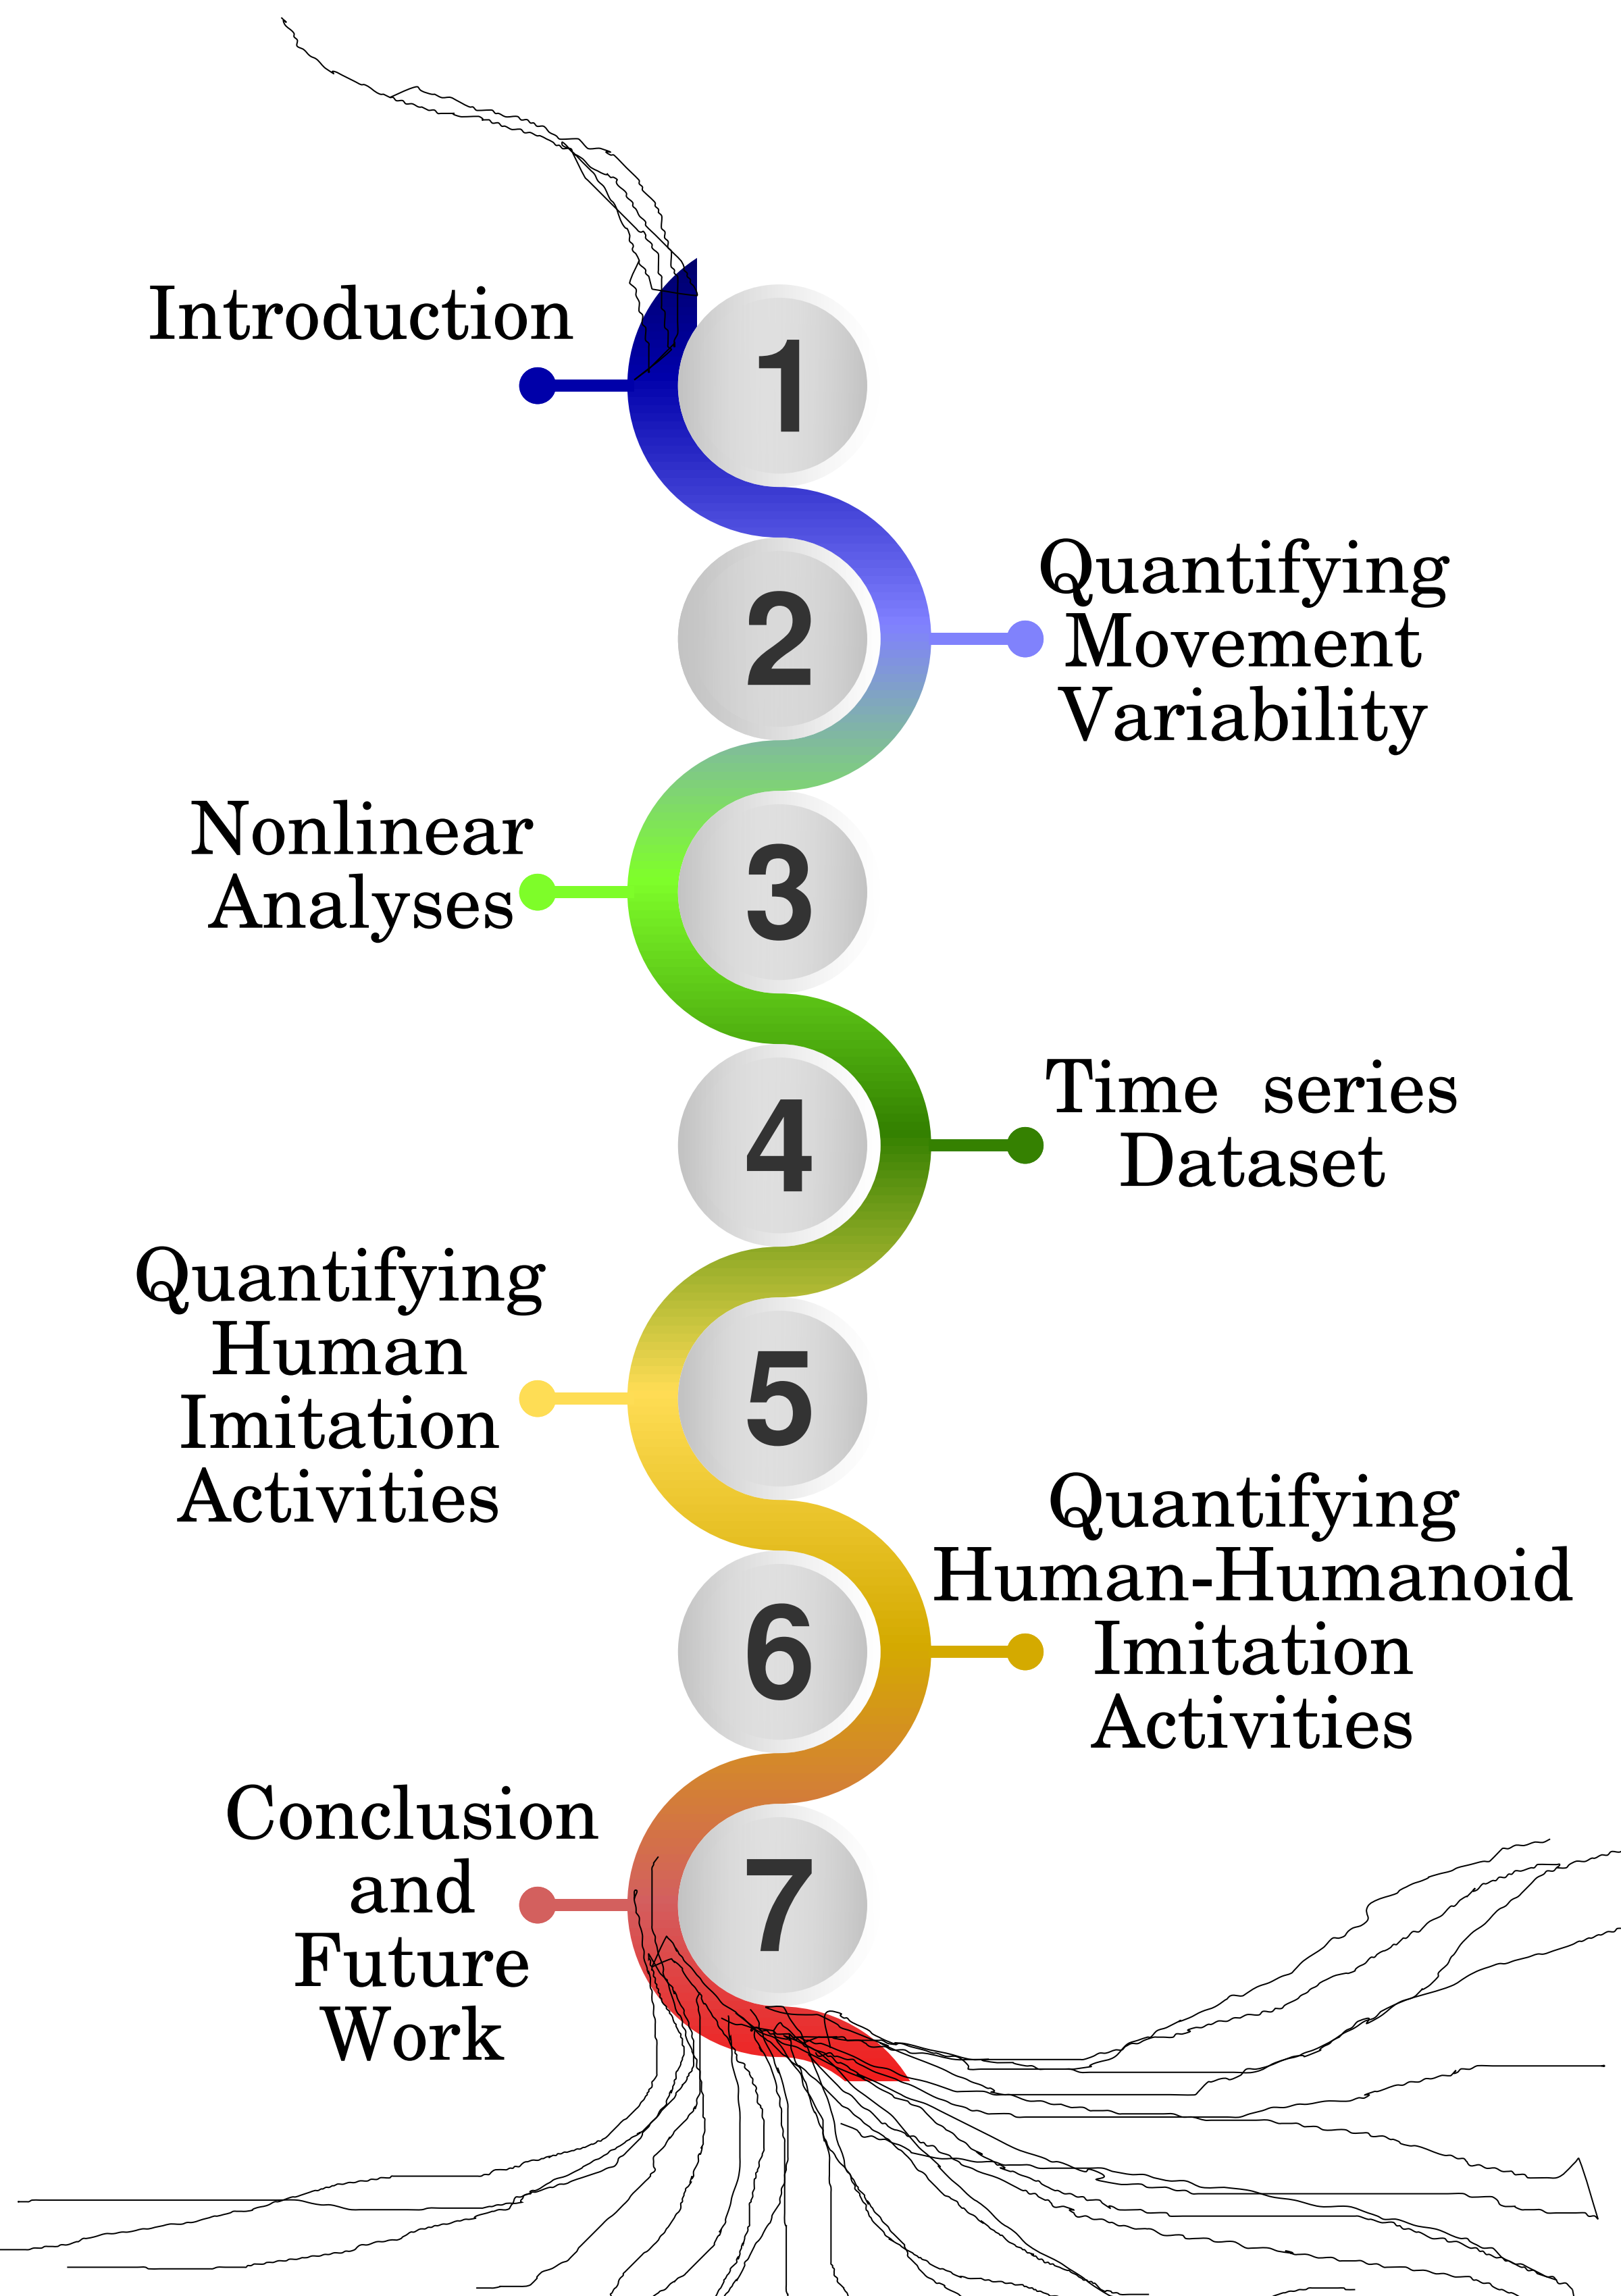 Introduction
1
2
Quantifying
Movement
Variability
Nonlinear
Analyses
3
4
Time series
Dataset
Quantifying
Human
Imitation
Activities
5
6
Quantifying
Human-Humanoid
Imitation
Activities
Conclusion
and
Future
Work
7